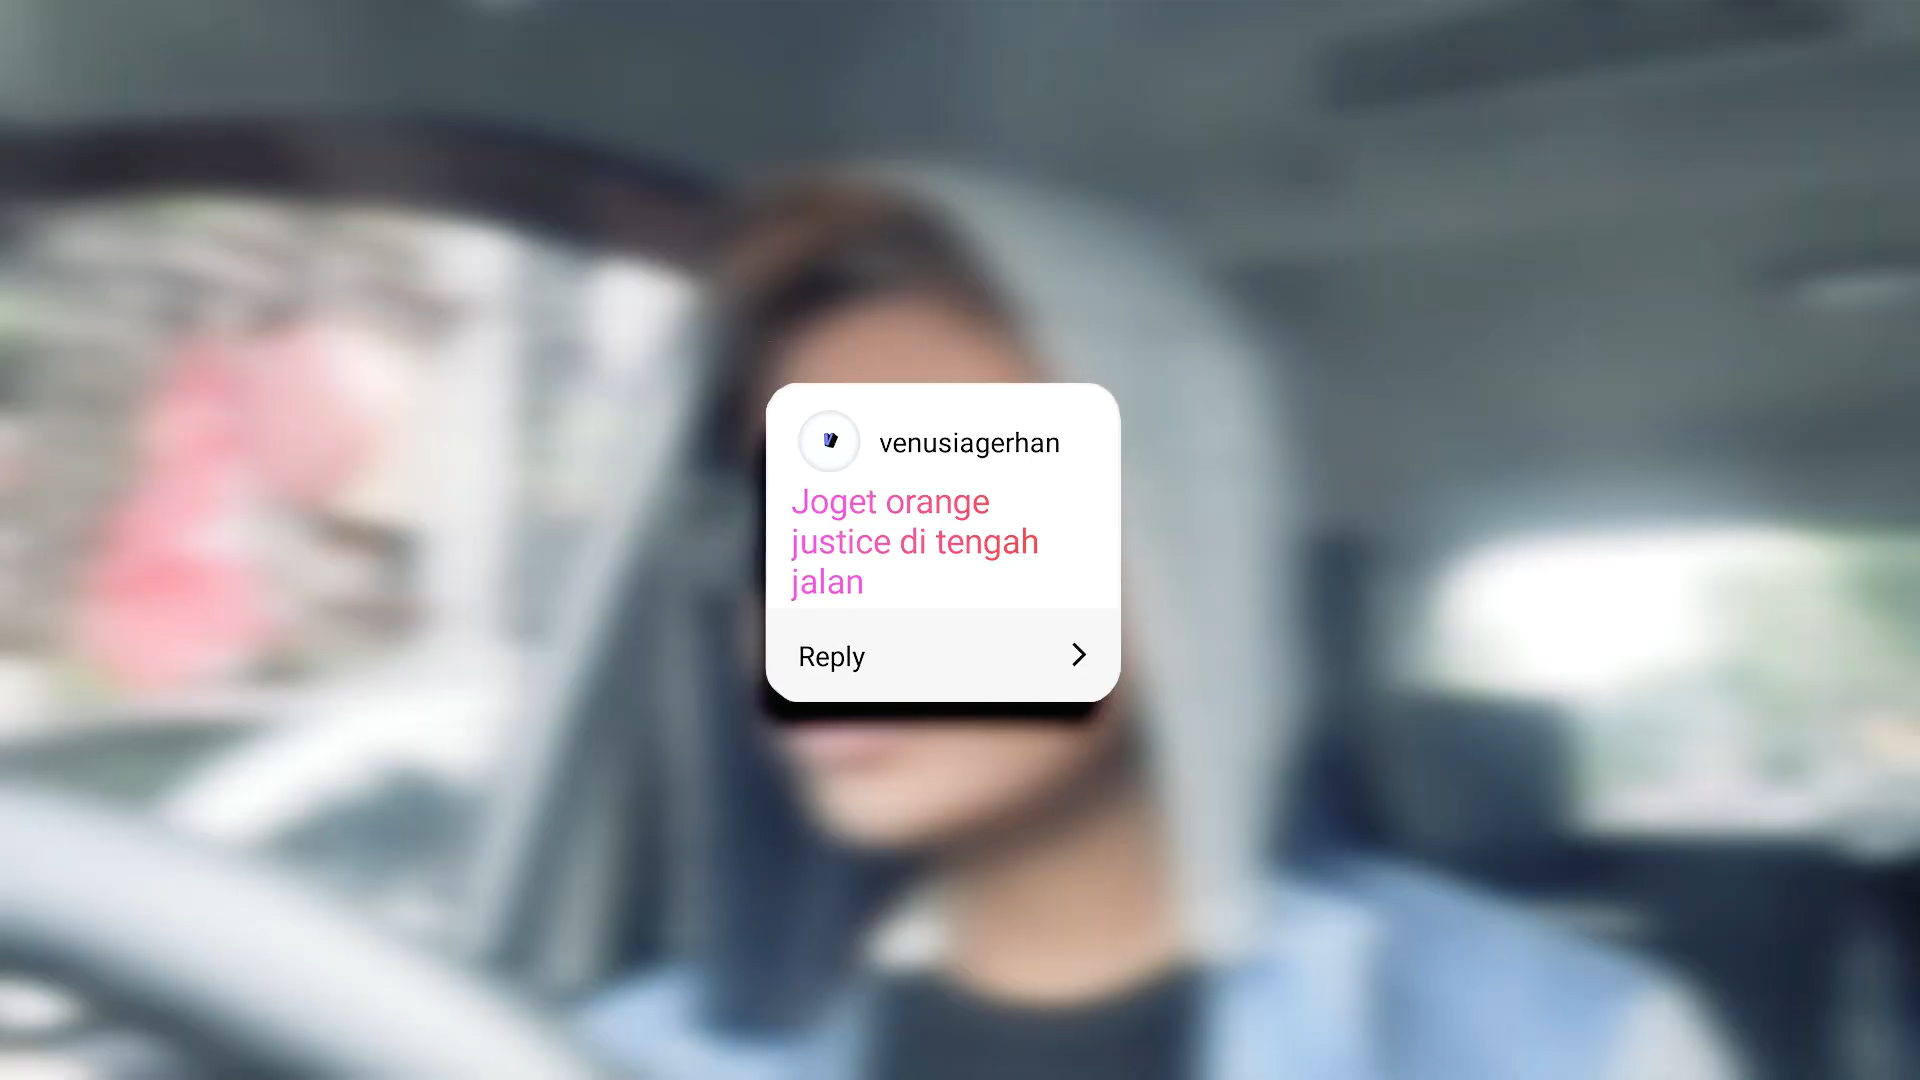 venusiagerhan
Joget orange
justice di tengah
jalan
Reply